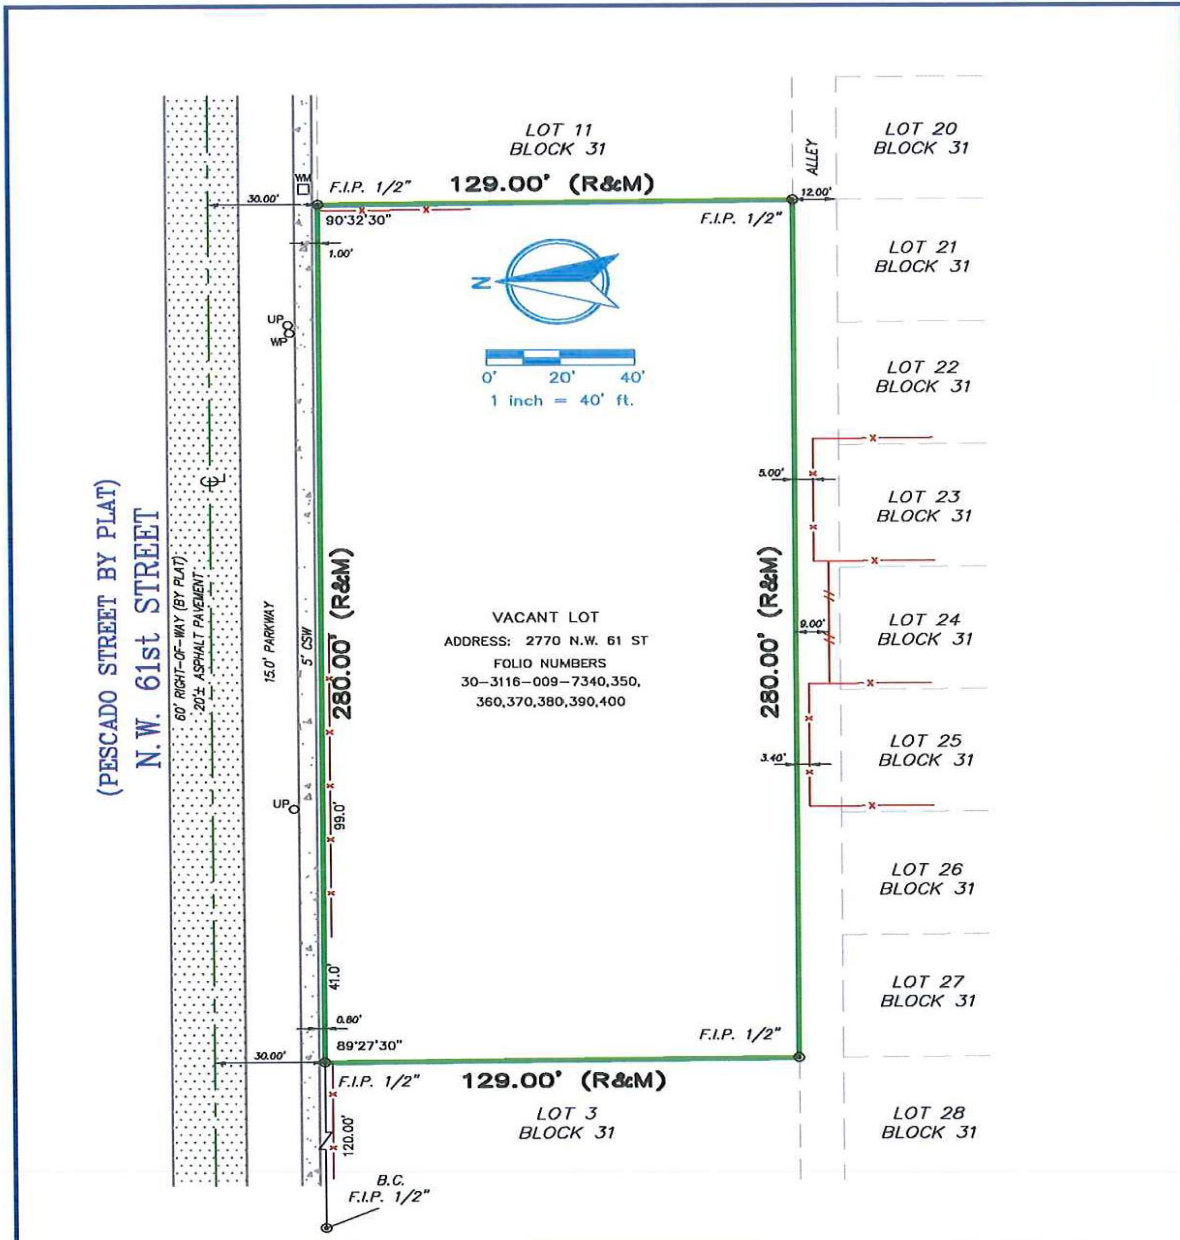 LOT 11
BLOCK 31
ALLEY
LOT 20
BLOCK 31
WM
F.I.P. 1/2"
129.00' (R&M)
30.00'
12.00'
F.I.P. 1/2"
90°32'30"
1.00'
LOT 21
BLOCK 31
N
UP
WP
0' 20' 40'
1 inch = 40' ft.
LOT 22
BLOCK 31
5.00'
LOT 23
BLOCK 31
(PESCADO STREET BY PLAT)
N.W. 61st STREET
60' RIGHT-OF-WAY (BY PLAT)
20'± ASPHALT PAVEMENT
15.0' PARKWAY
5' CSW
280.00' (R&M)
VACANT LOT
ADDRESS: 2770 N.W. 61 ST
FOLIO NUMBERS
30-3116-009-7340,350,
360,370,380,390,400
280.00' (R&M)
9.00'
LOT 24
BLOCK 31
3.40'
LOT 25
BLOCK 31
UP
99.0'
LOT 26
BLOCK 31
41.0'
LOT 27
BLOCK 31
0.80'
30.00'
89°27'30"
F.I.P. 1/2"
F.I.P. 1/2"
129.00' (R&M)
LOT 3
BLOCK 31
LOT 28
BLOCK 31
120.00'
B.C.
F.I.P. 1/2"